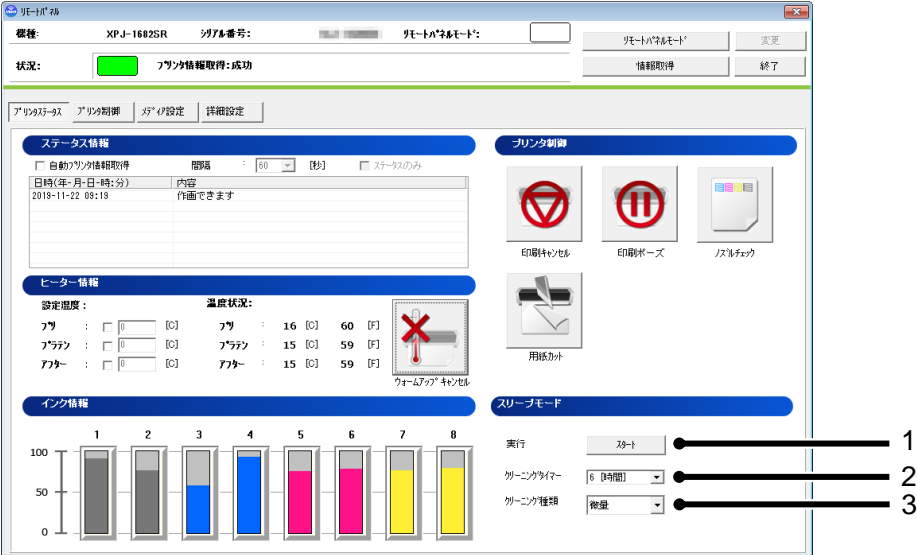 リモートパネル
機種: XPJ-1682SR シリアル番号: リモートパネルモード:
リモートパネルモード 変更
状況: プリンタ情報取得:成功
情報取得 終了
プリンタステータス プリンタ制御 メディア設定 詳細設定
ステータス情報
自動プリンタ情報取得 間隔 : 60 [秒] ステータスのみ
日時(年-月-日-時:分) 内容
2019-11-22 09:19 作画できます
プリンタ制御
印刷キャンセル 印刷ポーズ ノズルチェック
用紙カット
ヒーター情報
設定温度: 温度状況:
プリ : 0 [C] プリ : 16 [C] 60 [F]
プラテン : 0 [C] プラテン : 15 [C] 59 [F]
アフター : 0 [C] アフター : 15 [C] 59 [F]
ウォームアップキャンセル
インク情報
1 2 3 4 5 6 7 8
100
50
0
スリープモード
実行 スタート 1
クリーニングタイマー 6 [時間] 2
クリーニング種類 微量 3